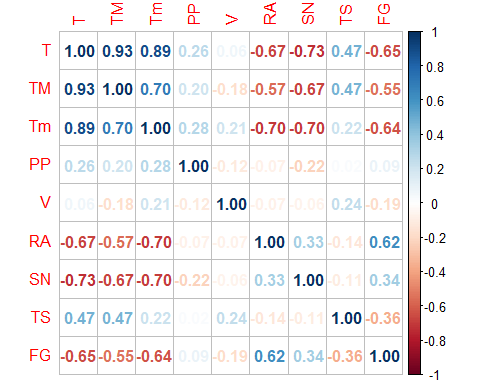 T TM Tm PP V RA SN TS FG
T 1.00 0.93 0.89 0.26 0.06 -0.67 -0.73 0.47 -0.65
TM 0.93 1.00 0.70 0.20 -0.18 -0.57 -0.67 0.47 -0.55
Tm 0.89 0.70 1.00 0.28 0.21 -0.70 -0.70 0.22 -0.64
PP 0.26 0.20 0.28 1.00 -0.12 -0.07 -0.22 0.09
V 0.06 -0.18 0.21 -0.12 1.00 -0.07 -0.06 0.24 -0.19
RA -0.67 -0.57 -0.70 -0.07 -0.07 1.00 0.33 -0.14 0.62
SN -0.73 -0.67 -0.70 -0.22 -0.06 0.33 1.00 -0.11 0.34
TS 0.47 0.47 0.22 0.24 -0.14 -0.11 1.00 -0.36
FG -0.65 -0.55 -0.64 0.09 -0.19 0.62 0.34 -0.36 1.00
1
0.8
0.6
0.4
0.2
0
-0.2
-0.4
-0.6
-0.8
-1